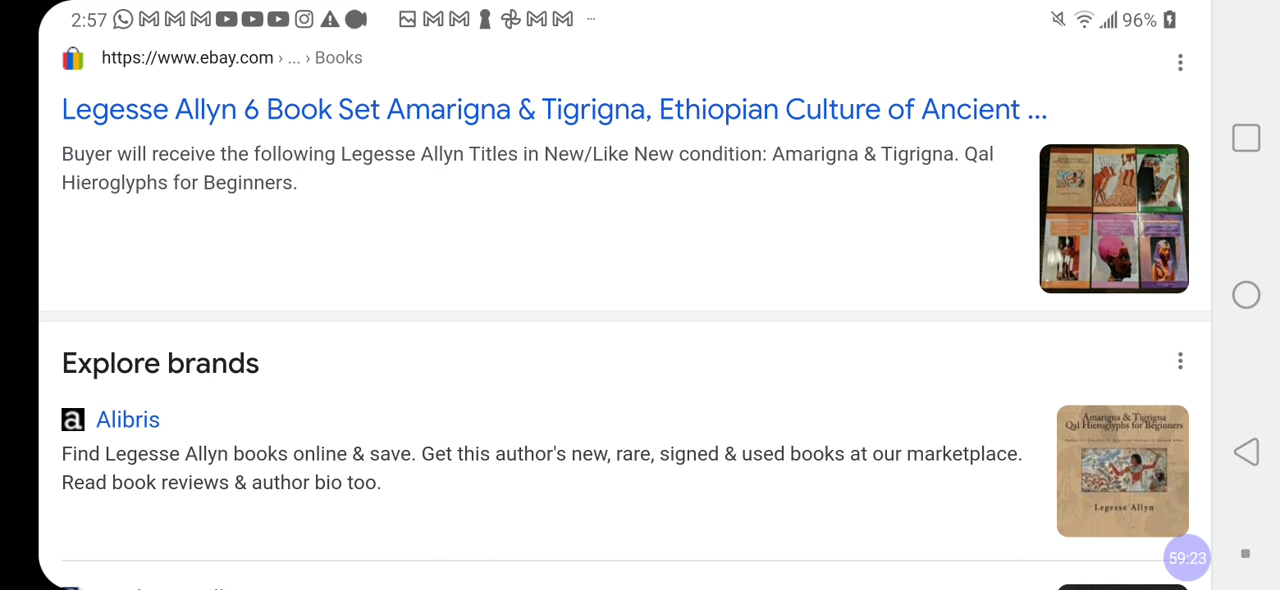 2:57 96%
https://www.ebay.com › ... › Books
Legesse Allyn 6 Book Set Amarigna & Tigrigna, Ethiopian Culture of Ancient ...
Buyer will receive the following Legesse Allyn Titles in New/Like New condition: Amarigna & Tigrigna. Qal
Hieroglyphs for Beginners.
Explore brands
a Alibris
Find Legesse Allyn books online & save. Get this author's new, rare, signed & used books at our marketplace.
Read book reviews & author bio too.
Amarigna & Tigrigna
Qal Hieroglyphs for Beginners
Legesse Allyn
59:23